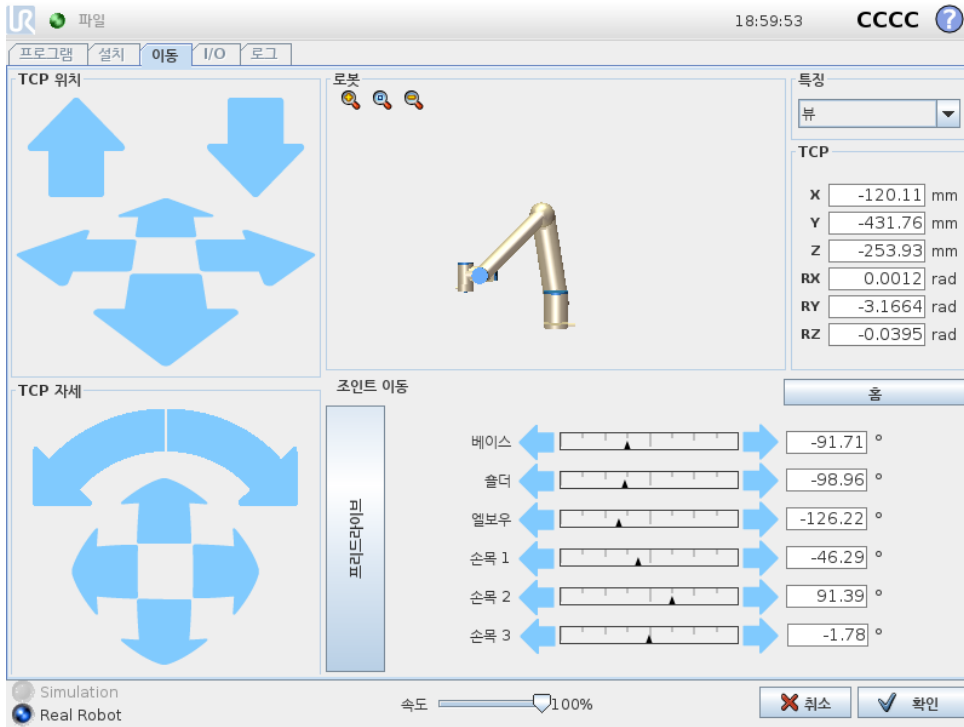 UR 파일 18:59:53 CCCC ?
프로그램 설치 이동 I/O 로그
TCP 위치
로봇
특징
뷰
TCP
X -120.11 mm
Y -431.76 mm
Z -253.93 mm
RX 0.0012 rad
RY -3.1664 rad
RZ -0.0395 rad
TCP 자세
조인트 이동
홈
프리드라이브
베이스 -91.71 °
숄더 -98.96 °
엘보우 -126.22 °
손목 1 -46.29 °
손목 2 91.39 °
손목 3 -1.78 °
Simulation
Real Robot
속도 100%
취소 확인